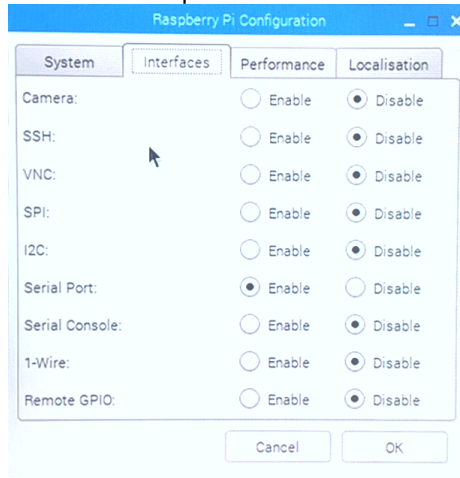 Raspberry Pi Configuration
System Interfaces Performance Localisation
Camera: Enable Disable
SSH: Enable Disable
VNC: Enable Disable
SPI: Enable Disable
I2C: Enable Disable
Serial Port: Enable Disable
Serial Console: Enable Disable
1-Wire: Enable Disable
Remote GPIO: Enable Disable
Cancel OK